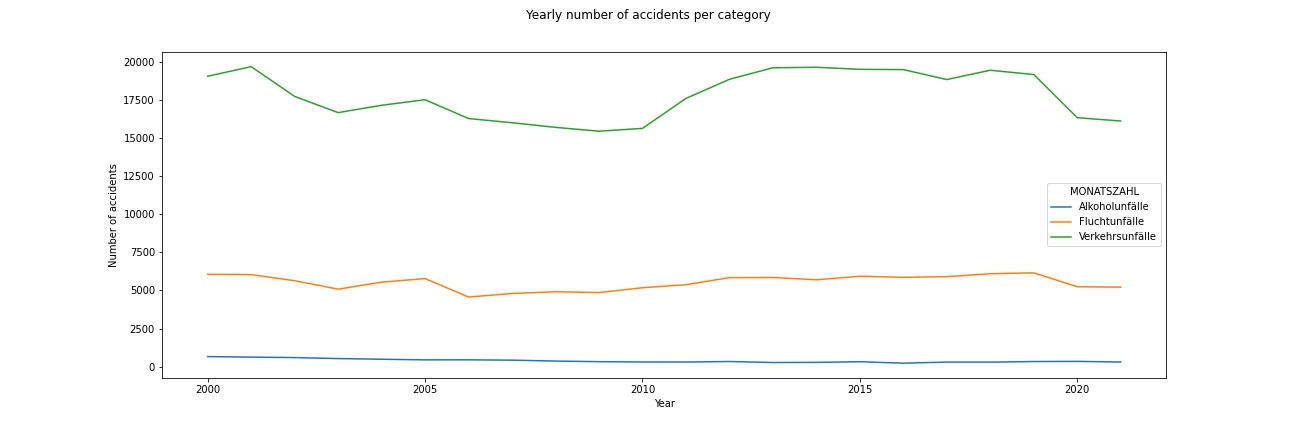 Yearly number of accidents per category
20000
17500
15000
12500
10000
7500
5000
2500
0
Number of accidents
MONATSZAHL
Alkoholunfälle
Fluchtunfälle
Verkehrsunfälle
2000
2005
2010
2015
2020
Year